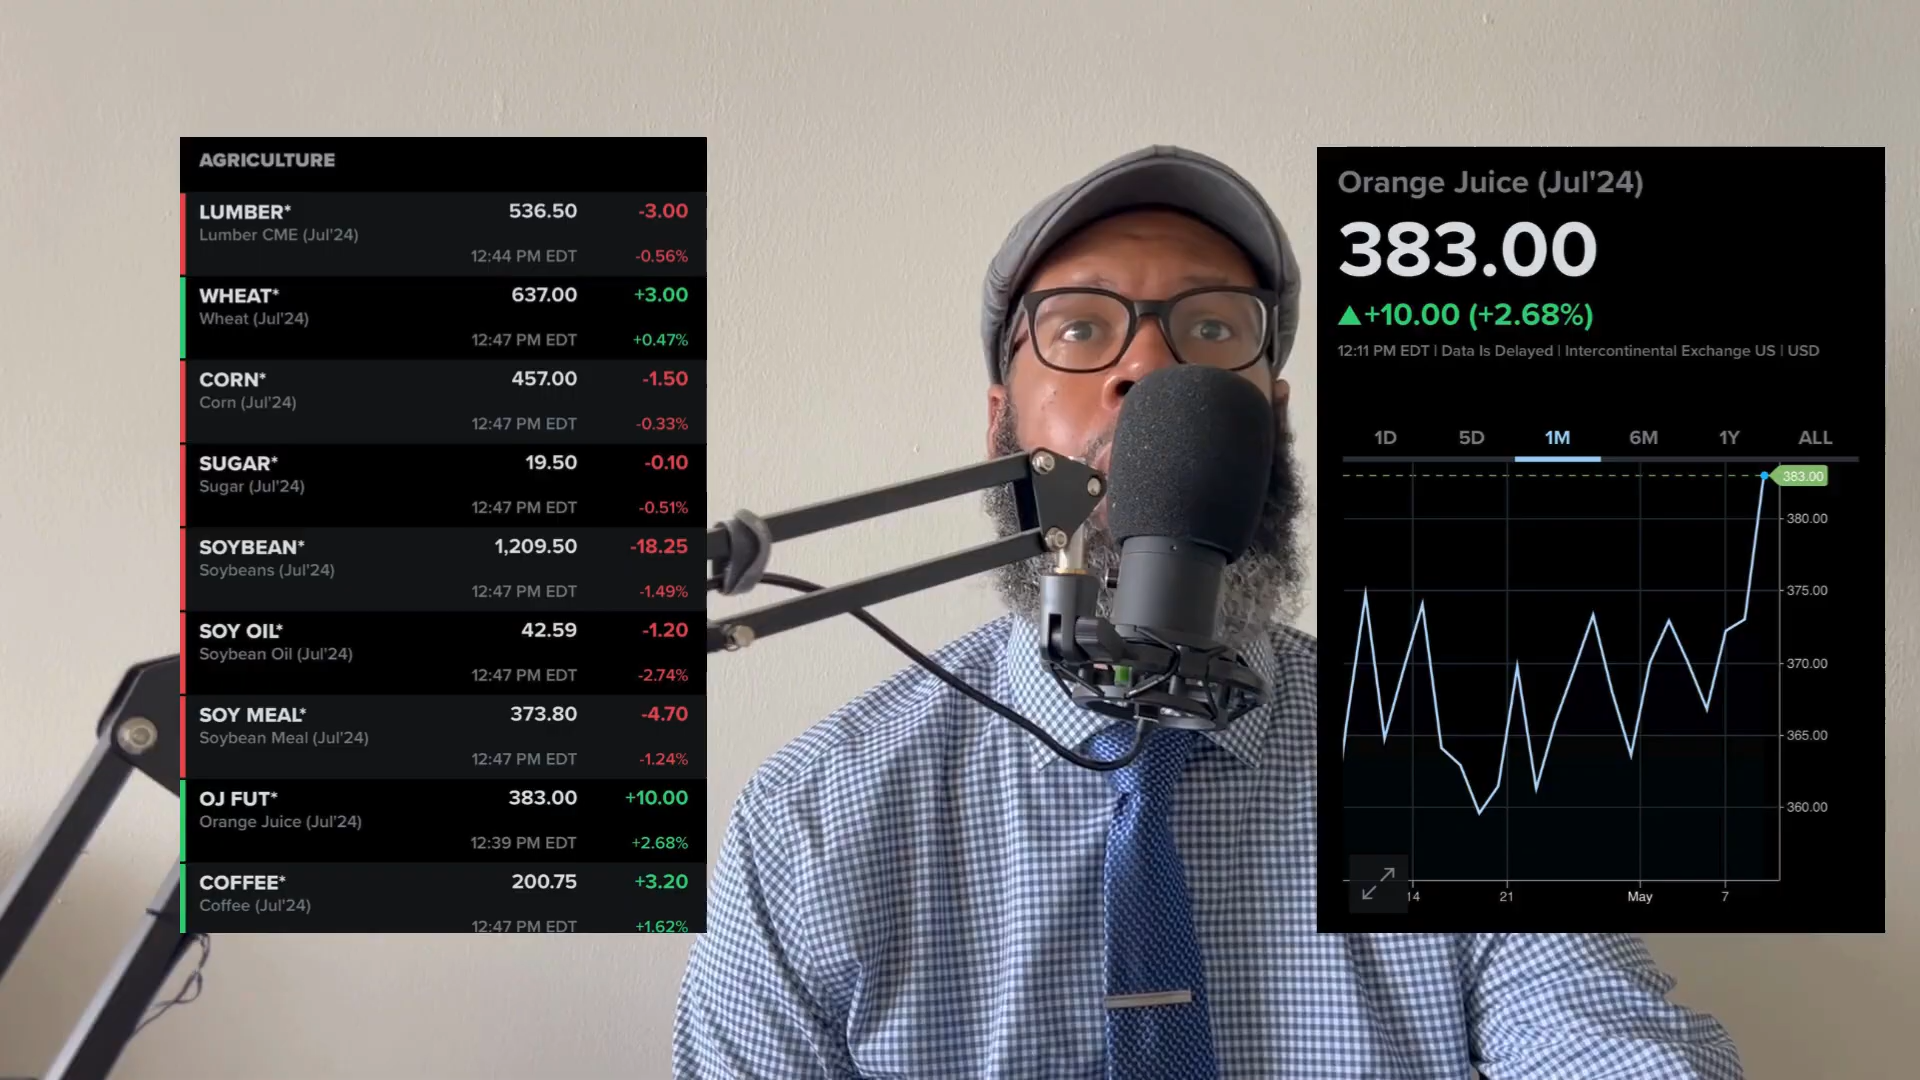 AGRICULTURE
LUMBER* 536.50 -3.00
Lumber CME (Jul'24)
12:44 PM EDT -0.56%
WHEAT* 637.00 +3.00
Wheat (Jul'24)
12:47 PM EDT +0.47%
CORN* 457.00 -1.50
Corn (Jul'24)
12:47 PM EDT -0.33%
SUGAR* 19.50 -0.10
Sugar (Jul'24)
12:47 PM EDT -0.51%
SOYBEAN* 1,209.50 -18.25
Soybeans (Jul'24)
12:47 PM EDT -1.49%
SOY OIL* 42.59 -1.20
Soybean Oil (Jul'24)
12:47 PM EDT -2.74%
SOY MEAL* 373.80 -4.70
Soybean Meal (Jul'24)
12:47 PM EDT -1.24%
OJ FUT* 383.00 +10.00
Orange Juice (Jul'24)
12:39 PM EDT +2.68%
COFFEE* 200.75 +3.20
Coffee (Jul'24)
12:47 PM EDT +1.62%
Orange Juice (Jul'24)
383.00
▲+10.00 (+2.68%)
12:11 PM EDT | Data Is Delayed | Intercontinental Exchange US | USD
1D 5D 1M 6M 1Y ALL
383.00
380.00
375.00
370.00
365.00
360.00
14 21 May 7